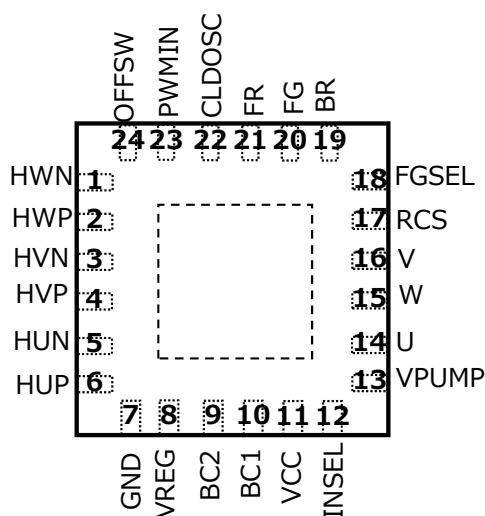 OFFSW
PWMIN
CLDOSC
FR
FG
BR
24 23 22 21 20 19
HWN 1 18 FGSEL
HWP 2 17 RCS
HVN 3 16 V
HVP 4 15 W
HUN 5 14 U
HUP 6 13 VPUMP
7 8 9 10 11 12
GND
VREG
BC2
BC1
VCC
INSEL